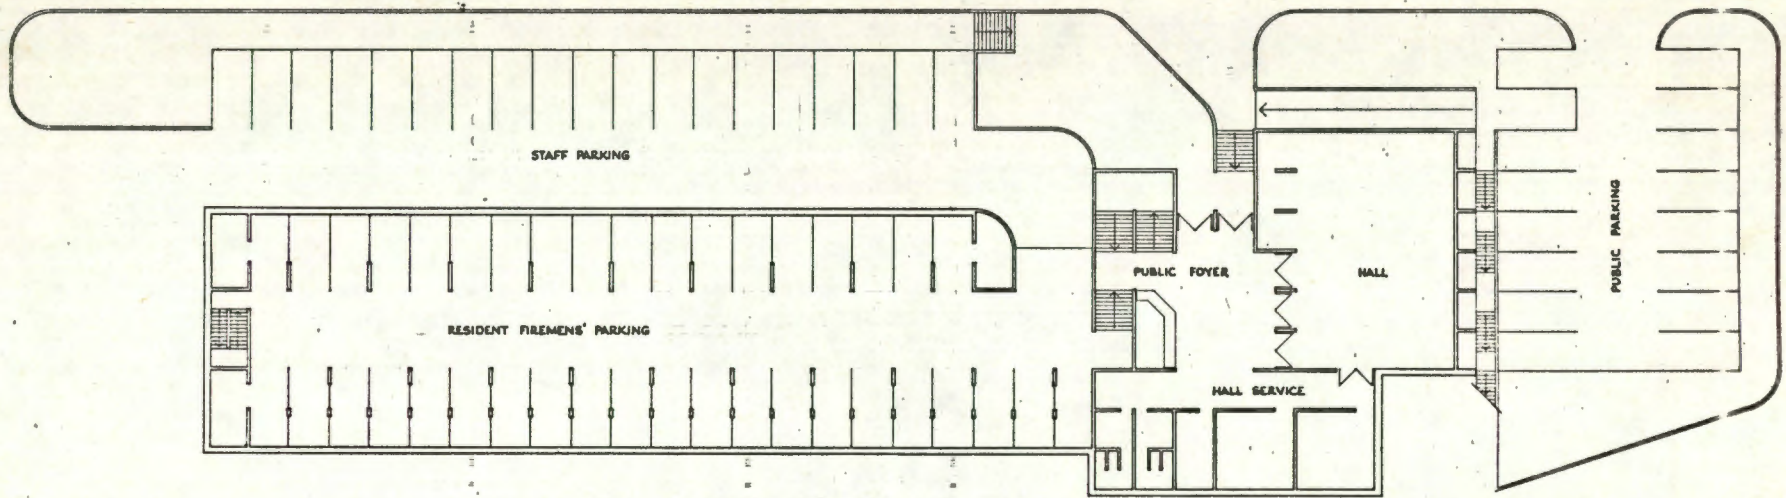 STAFF PARKING
PUBLIC FOYER
HALL
PUBLIC PARKING
RESIDENT FIREMENS' PARKING
HALL SERVICE